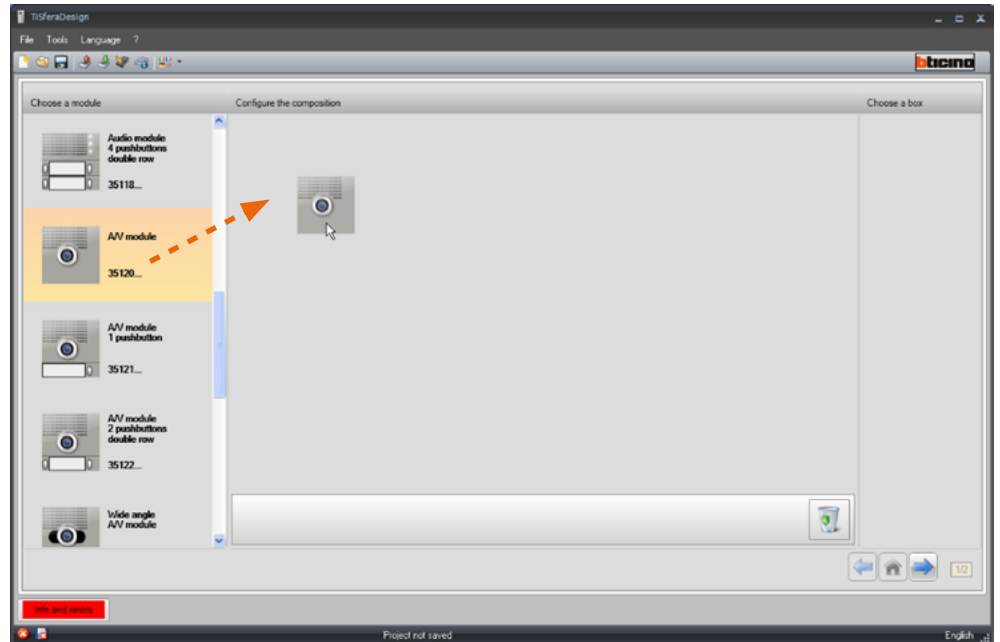 TiSferaDesign
File Tools Language ?
bticino
Choose a module
Configure the composition
Choose a box
Audio module
4 pushbuttons
double row
35118...
A/V module
35120...
A/V module
1 pushbutton
35121...
A/V module
2 pushbuttons
double row
35122...
Wide angle
A/V module
1/2
Info and errors
Project not saved
English